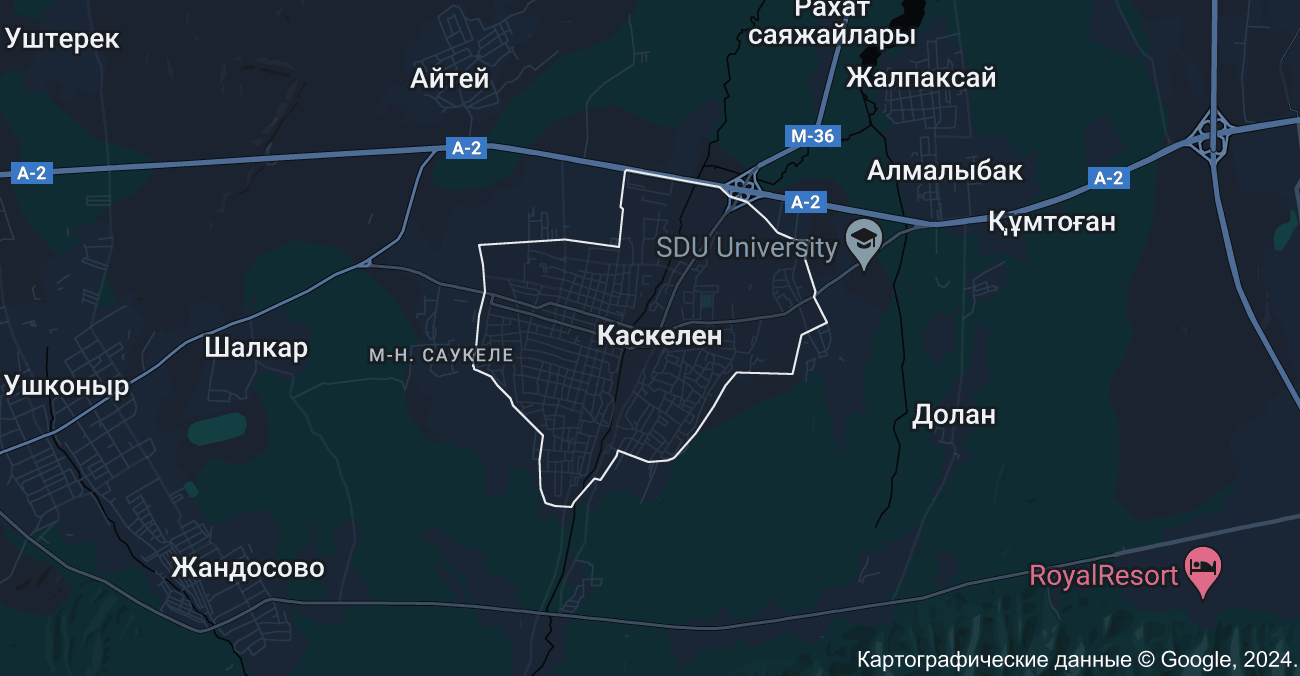 Рахат
саяжайлары
Уштерек
Айтей
Жалпаксай
М-36
А-2
А-2
Алмалыбак
А-2
А-2
Құмтоған
SDU University
Каскелен
Шалкар
М-Н. САУКЕЛЕ
Ушконыр
Долан
Жандосово
RoyalResort
Картографические данные © Google, 2024.